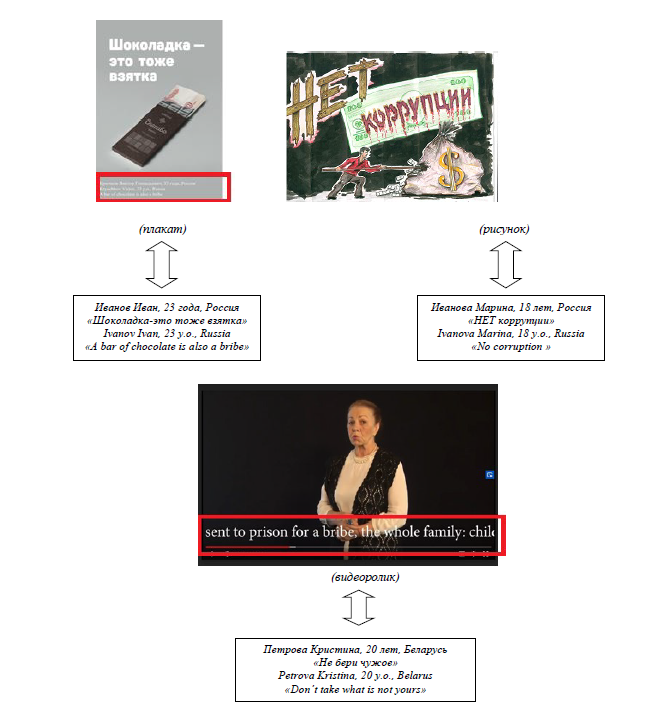 Шоколадка —
это тоже
взятка
НЕТ
коррупции
$
(плакат)
(рисунок)
Иванов Иван, 23 года, Россия
«Шоколадка-это тоже взятка»
Ivanov Ivan, 23 y.o., Russia
«A bar of chocolate is also a bribe»
Иванова Марина, 18 лет, Россия
«НЕТ коррупции»
Ivanova Marina, 18 y.o., Russia
«No corruption »
sent to prison for a bribe, the whole family: child
(видеоролик)
Петрова Кристина, 20 лет, Беларусь
«Не бери чужое»
Petrova Kristina, 20 y.o., Belarus
«Don't take what is not yours»